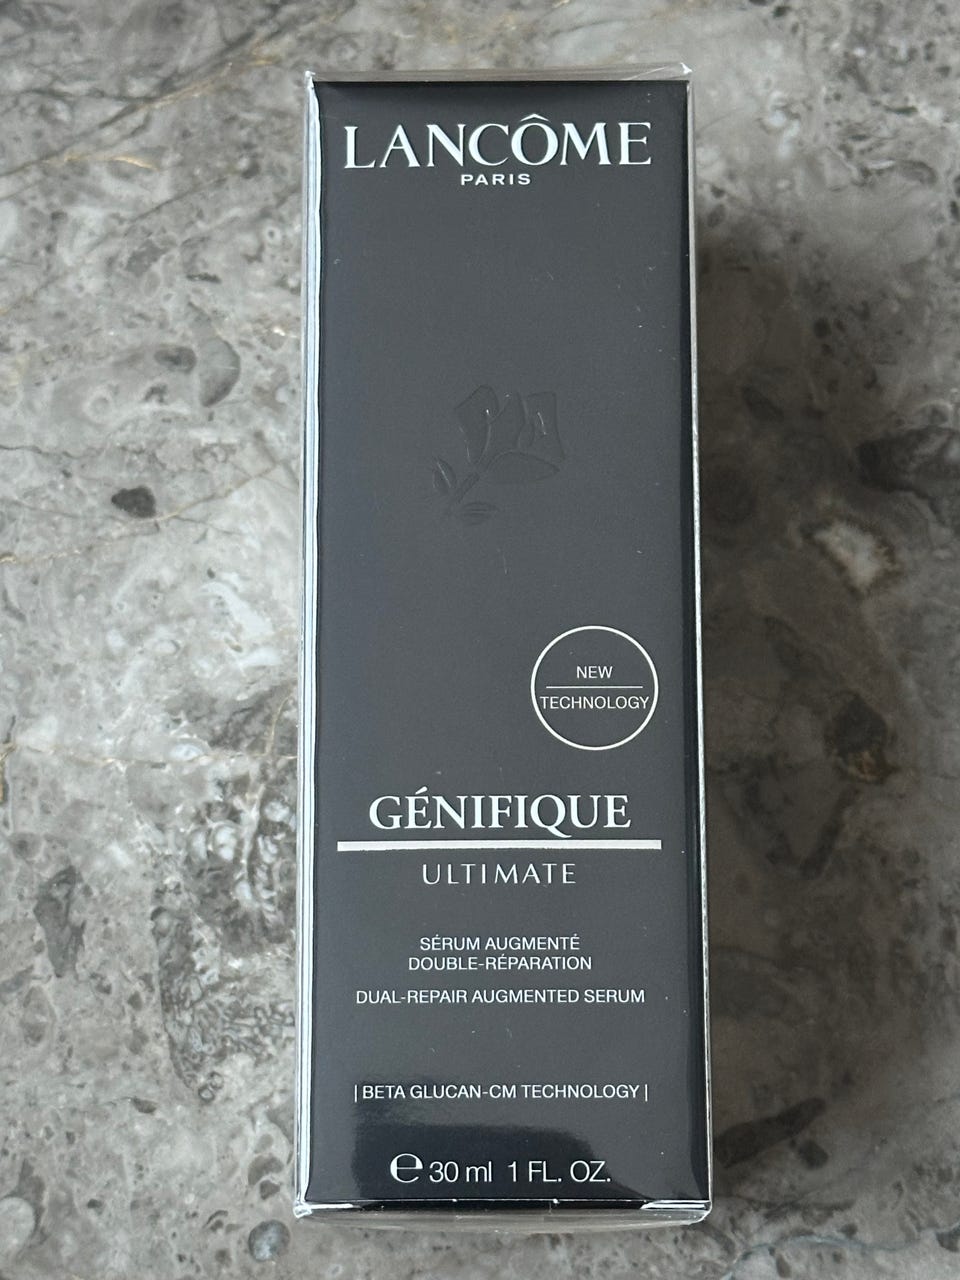 LANCÔME
PARIS
NEW
TECHNOLOGY
GÉNIFIQUE
ULTIMATE
SÉRUM AUGMENTÉ
DOUBLE-RÉPARATION
DUAL-REPAIR AUGMENTED SERUM
| BETA GLUCAN-CM TECHNOLOGY |
℮ 30 ml 1 FL. OZ.